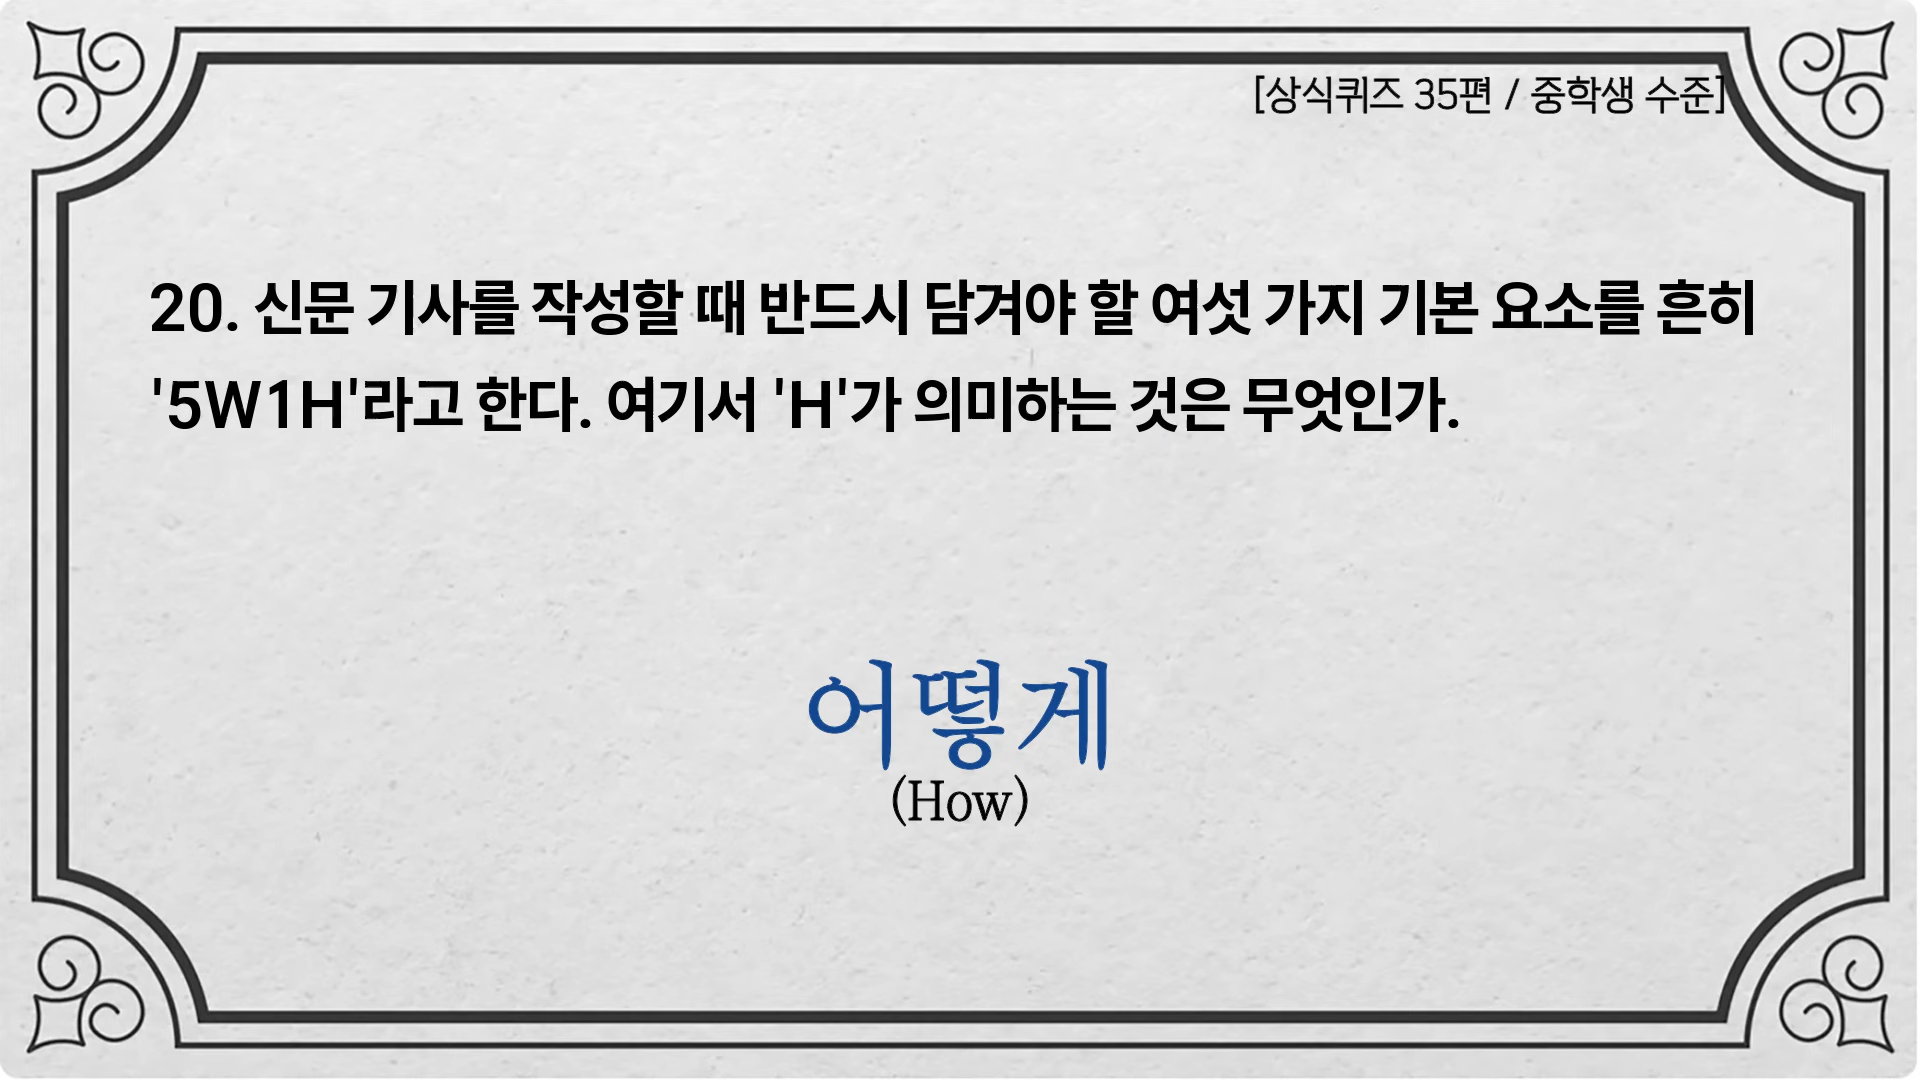 [상식퀴즈 35편 / 중학생 수준]
20. 신문 기사를 작성할 때 반드시 담겨야 할 여섯 가지 기본 요소를 흔히
'5W1H'라고 한다. 여기서 'H'가 의미하는 것은 무엇인가.
어떻게
(How)